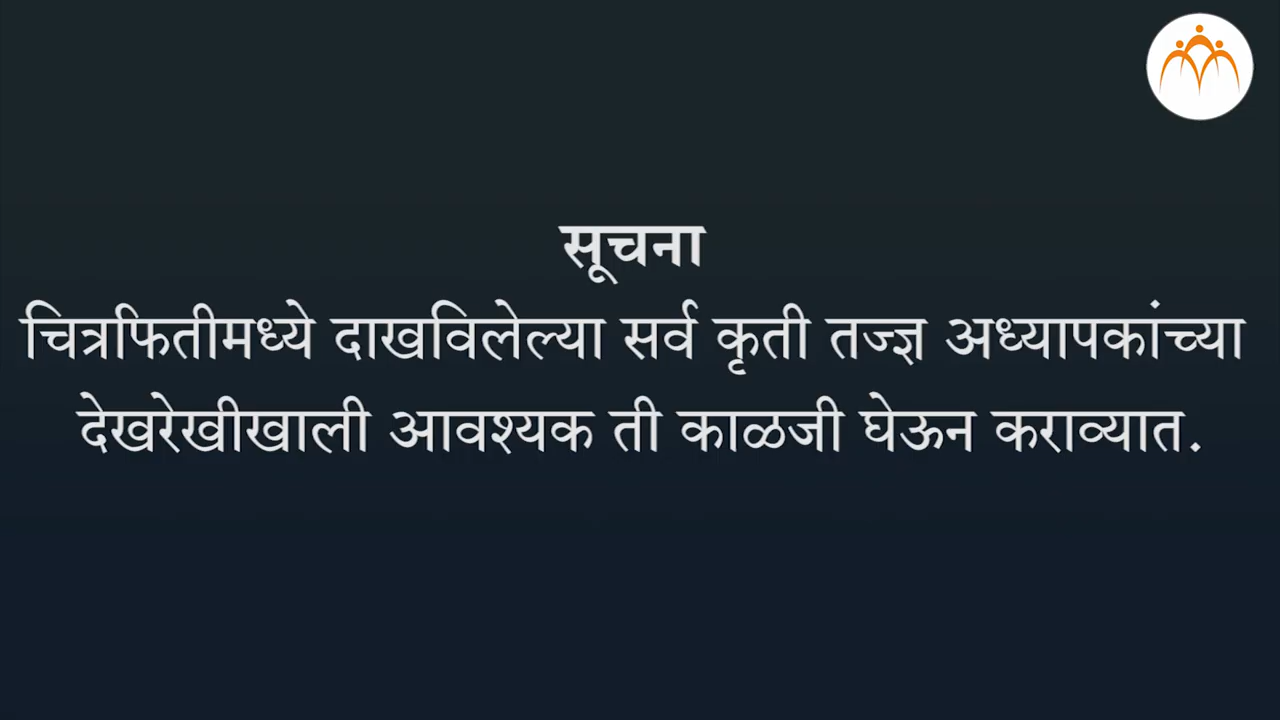 सूचना
चित्रफितीमध्ये दाखविलेल्या सर्व कृती तज्ज्ञ अध्यापकांच्या
देखरेखीखाली आवश्यक ती काळजी घेऊन कराव्यात.